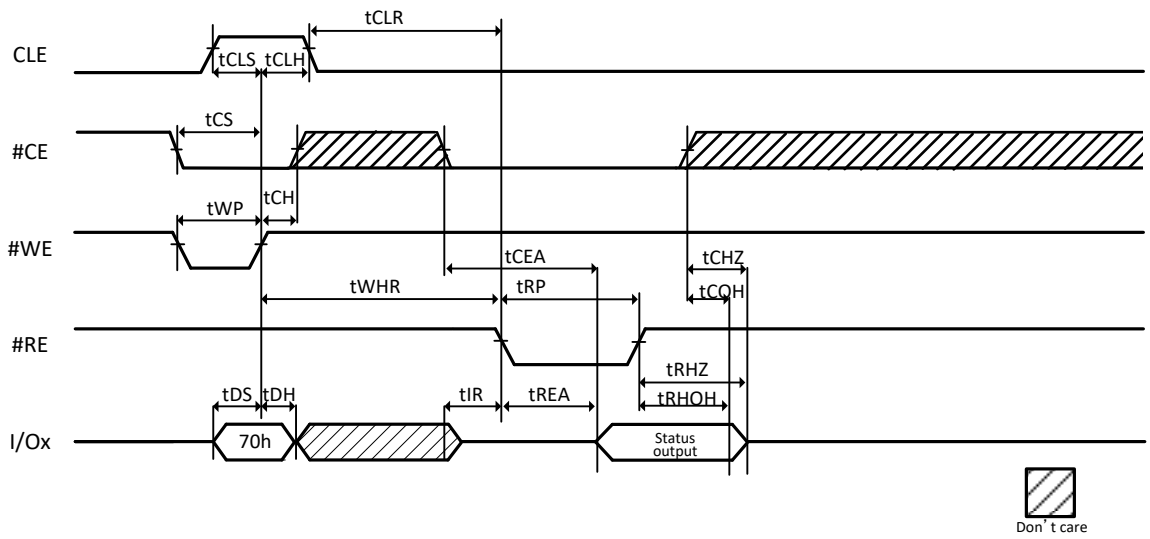 tCLR
CLE
tCLS
tCLH
tCS
#CE
tCH
tWP
#WE
tCEA
tCHZ
tWHR
tRP
tCOH
#RE
tRHZ
tDS
tDH
tIR
tREA
tRHOH
I/Ox
70h
Status
output
Don't care